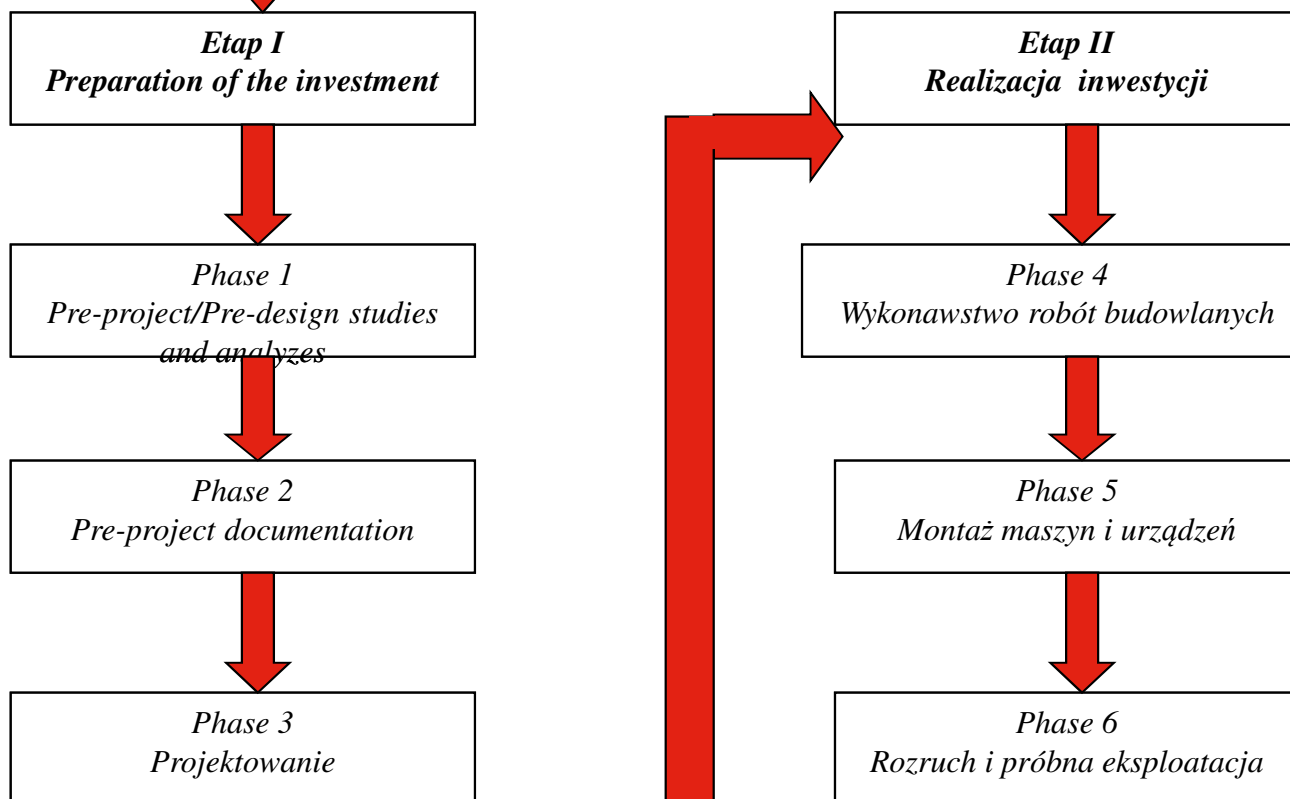 Etap I
Preparation of the investment
Phase 1
Pre-project/Pre-design studies
and analyzes
Phase 2
Pre-project documentation
Phase 3
Projektowanie
Etap II
Realizacja inwestycji
Phase 4
Wykonawstwo robót budowlanych
Phase 5
Montaż maszyn i urządzeń
Phase 6
Rozruch i próbna eksploatacja